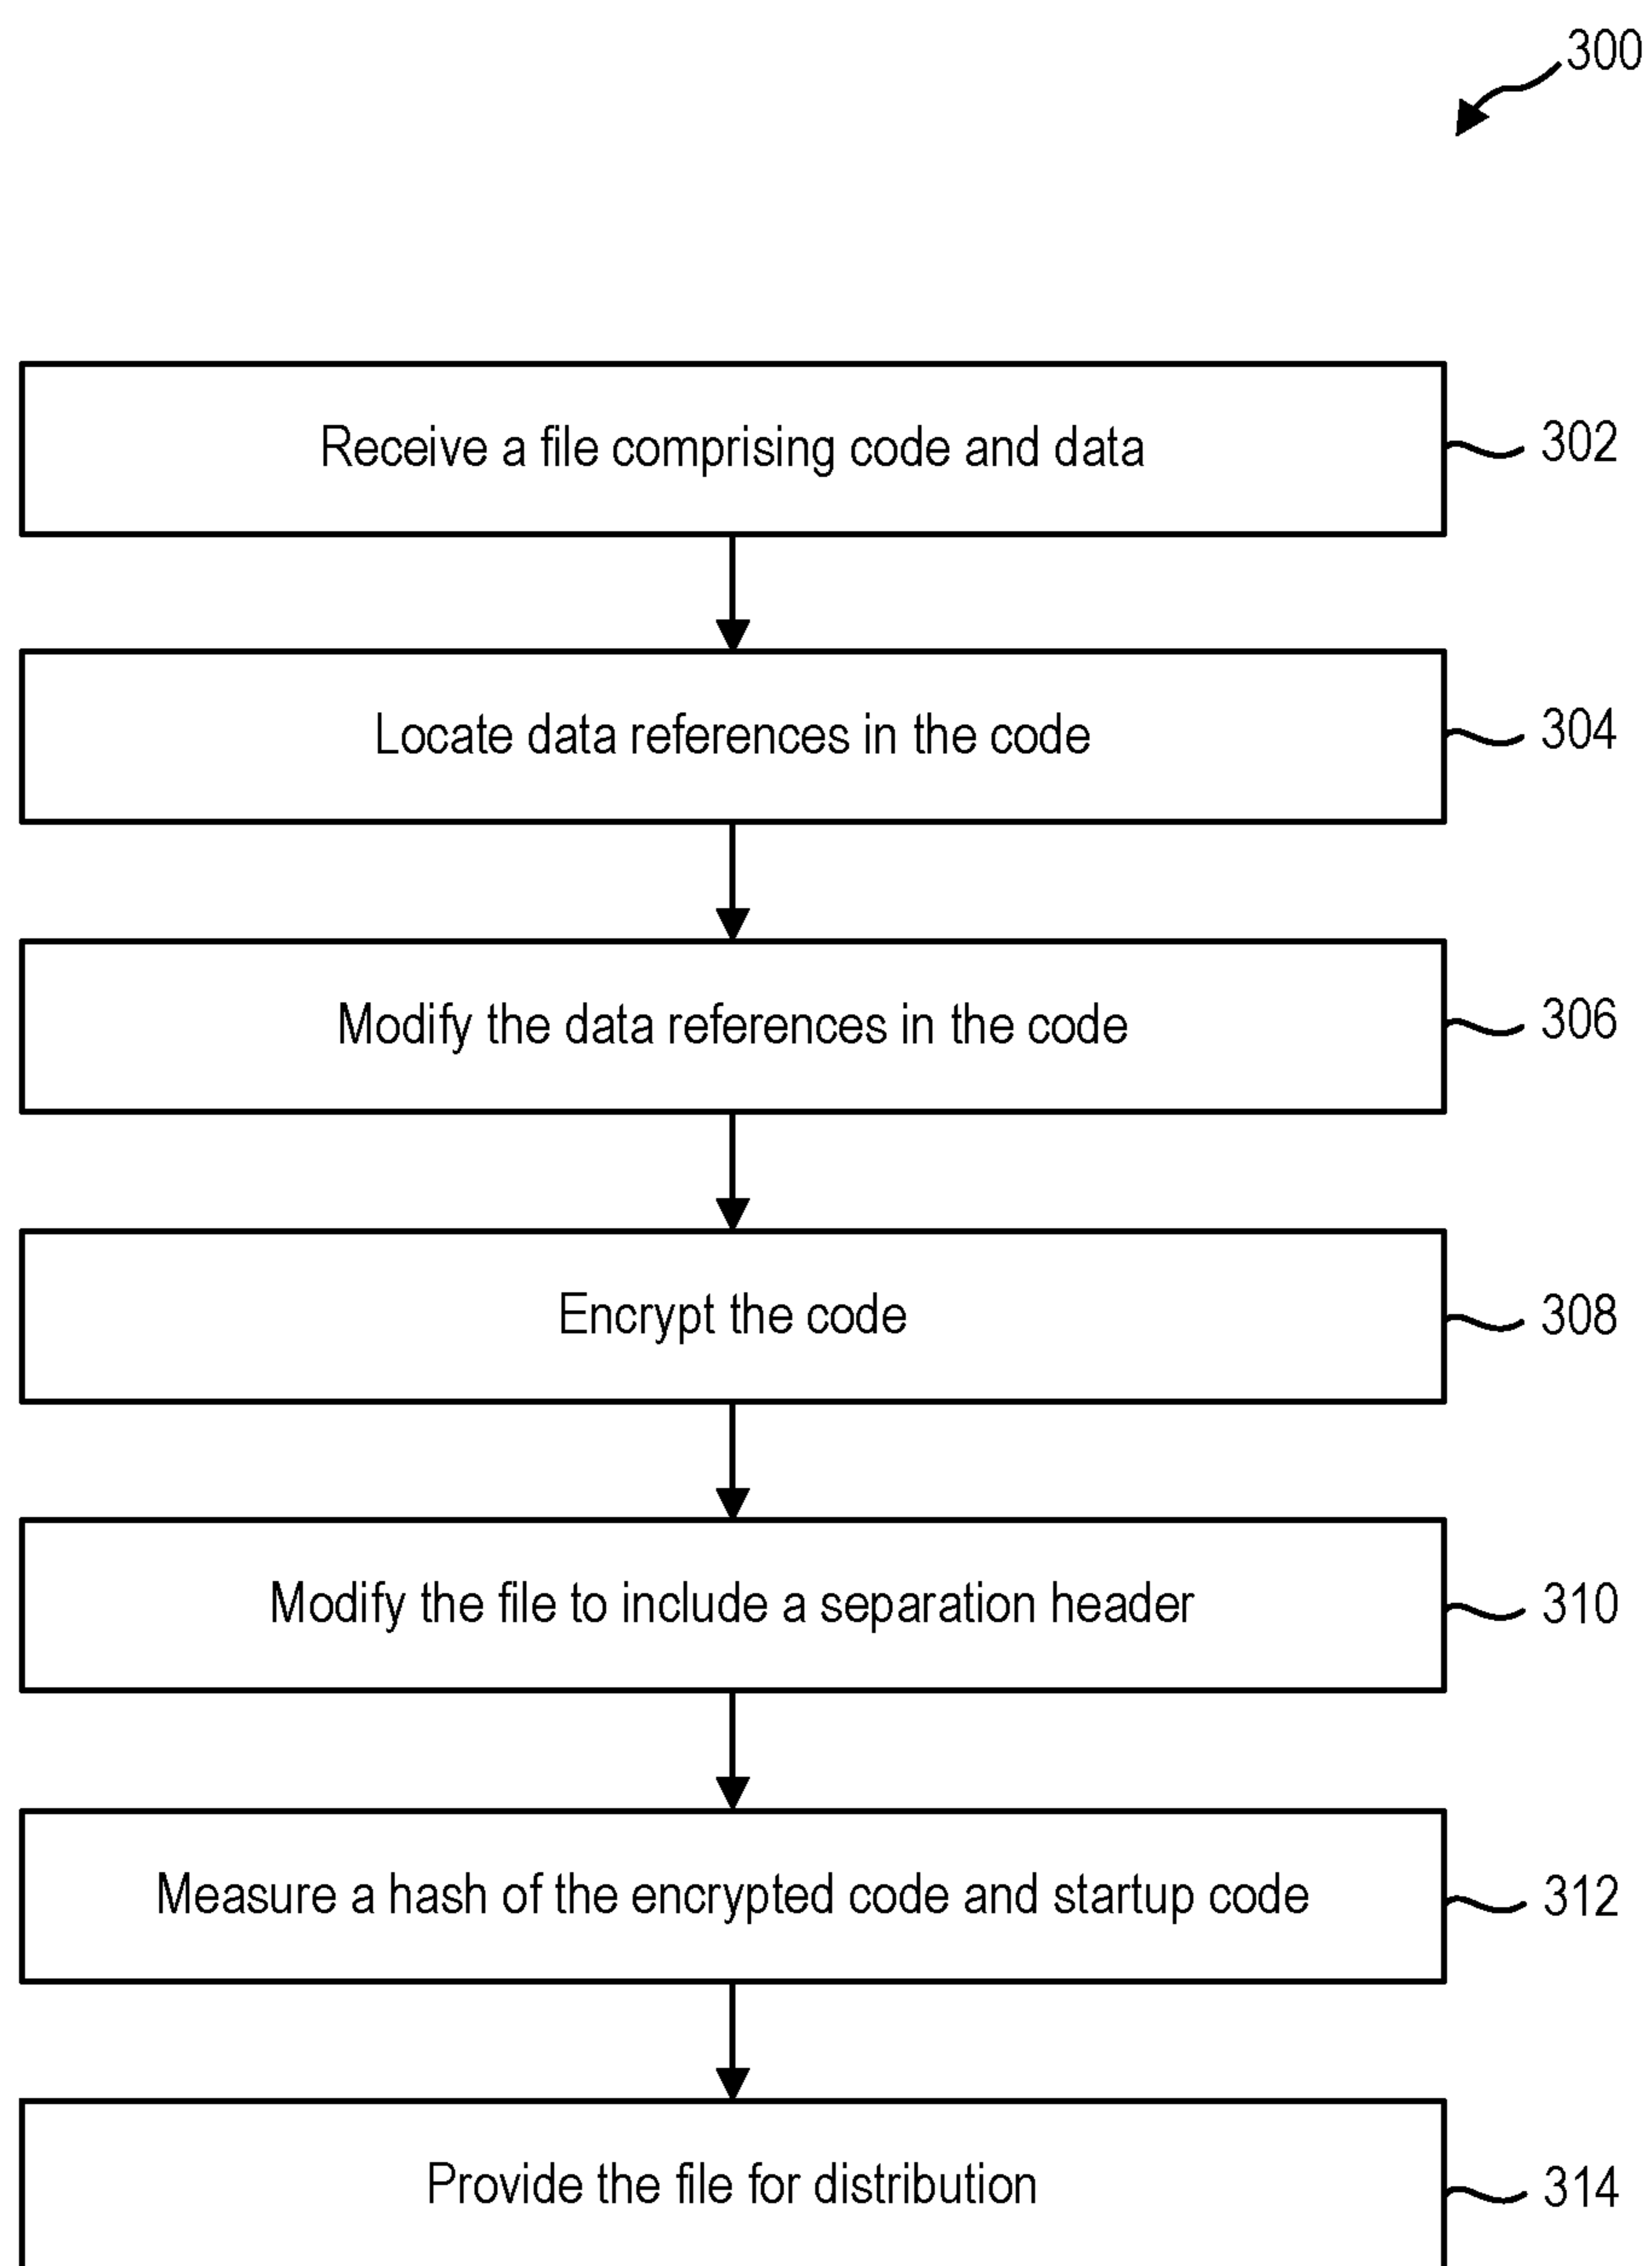 300
Receive a file comprising code and data
302
Locate data references in the code
304
Modify the data references in the code
306
Encrypt the code
308
Modify the file to include a separation header
310
Measure a hash of the encrypted code and startup code
312
Provide the file for distribution
314